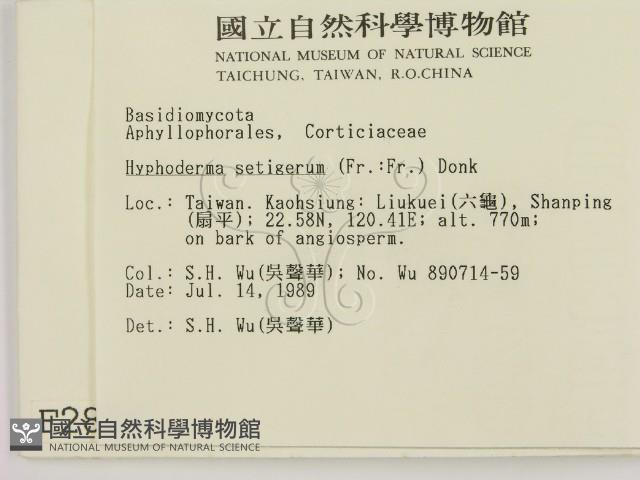 國立自然科學博物館
NATIONAL MUSEUM OF NATURAL SCIENCE
TAICHUNG, TAIWAN, R.O.CHINA
Basidiomycota
Aphyllophorales, Corticiaceae
Hyphoderma setigerum (Fr.:Fr.) Donk
Loc.: Taiwan. Kaohsiung: Liukuei(六龜), Shanping
(扇平); 22.58N, 120.41E; alt. 770m;
on bark of angiosperm.
Col.: S.H. Wu(吳聲華); No. Wu 890714-59
Date: Jul. 14, 1989
Det.: S.H. Wu(吳聲華)
國立自然科學博物館
NATIONAL MUSEUM OF NATURAL SCIENCE